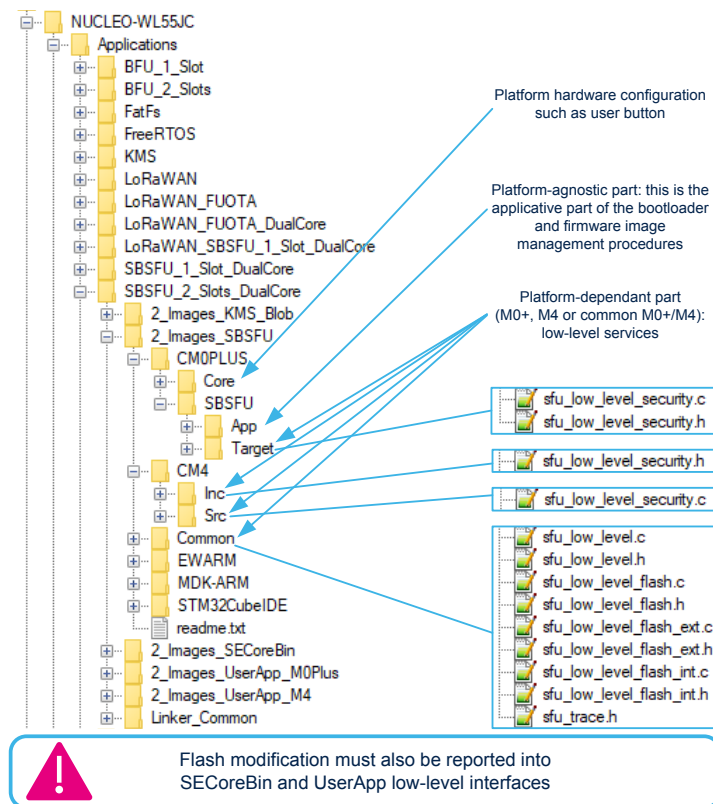 NUCLEO-WL55JC
Applications
BFU_1_Slot
BFU_2_Slots
FatFs
FreeRTOS
KMS
LoRaWAN
LoRaWAN_FUOTA
LoRaWAN_FUOTA_DualCore
LoRaWAN_SBSFU_1_Slot_DualCore
SBSFU_1_Slot_DualCore
SBSFU_2_Slots_DualCore
2_Images_KMS_Blob
2_Images_SBSFU
CM0PLUS
Core
SBSFU
App
Target
CM4
Inc
Src
Common
EWARM
MDK-ARM
STM32CubeIDE
readme.txt
2_Images_SECoreBin
2_Images_UserApp_M0Plus
2_Images_UserApp_M4
Linker_Common
Platform hardware configuration
such as user button
Platform-agnostic part: this is the
applicative part of the bootloader
and firmware image
management procedures
Platform-dependant part
(M0+, M4 or common M0+/M4):
low-level services
sfu_low_level_security.c
sfu_low_level_security.h
sfu_low_level_security.h
sfu_low_level_security.c
sfu_low_level.c
sfu_low_level.h
sfu_low_level_flash.c
sfu_low_level_flash.h
sfu_low_level_flash_ext.c
sfu_low_level_flash_ext.h
sfu_low_level_flash_int.c
sfu_low_level_flash_int.h
sfu_trace.h
Flash modification must also be reported into
SECoreBin and UserApp low-level interfaces